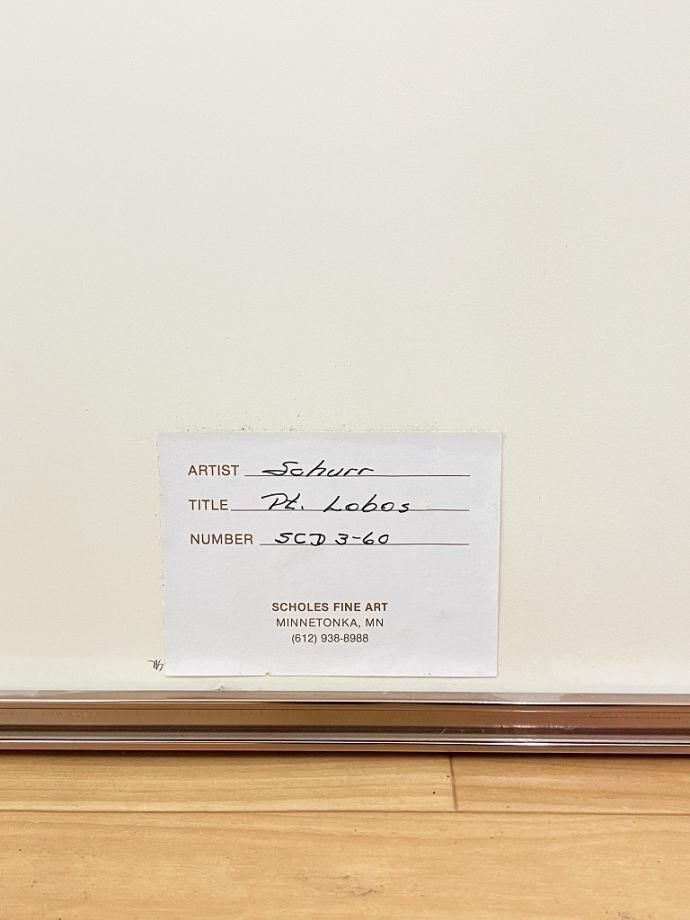 ARTIST Schurr
TITLE Pt. Lobos
NUMBER SCD 3-60
SCHOLES FINE ART
MINNETONKA, MN
(612) 938-8988